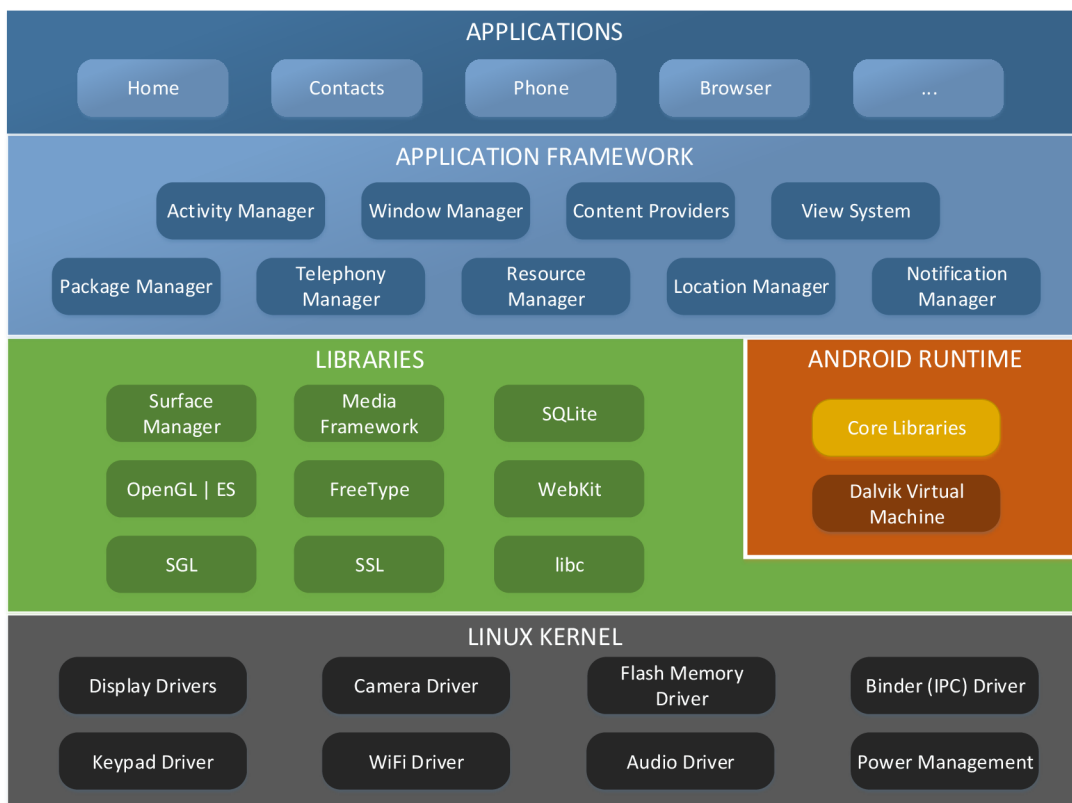 APPLICATIONS
Home
Contacts
Phone
Browser
...
APPLICATION FRAMEWORK
Activity Manager
Window Manager
Content Providers
View System
Package Manager
Telephony
Manager
Resource
Manager
Location Manager
Notification
Manager
LIBRARIES
Surface
Manager
Media
Framework
SQLite
OpenGL | ES
FreeType
WebKit
SGL
SSL
libc
ANDROID RUNTIME
Core Libraries
Dalvik Virtual
Machine
LINUX KERNEL
Display Drivers
Camera Driver
Flash Memory
Driver
Binder (IPC) Driver
Keypad Driver
WiFi Driver
Audio Driver
Power Management